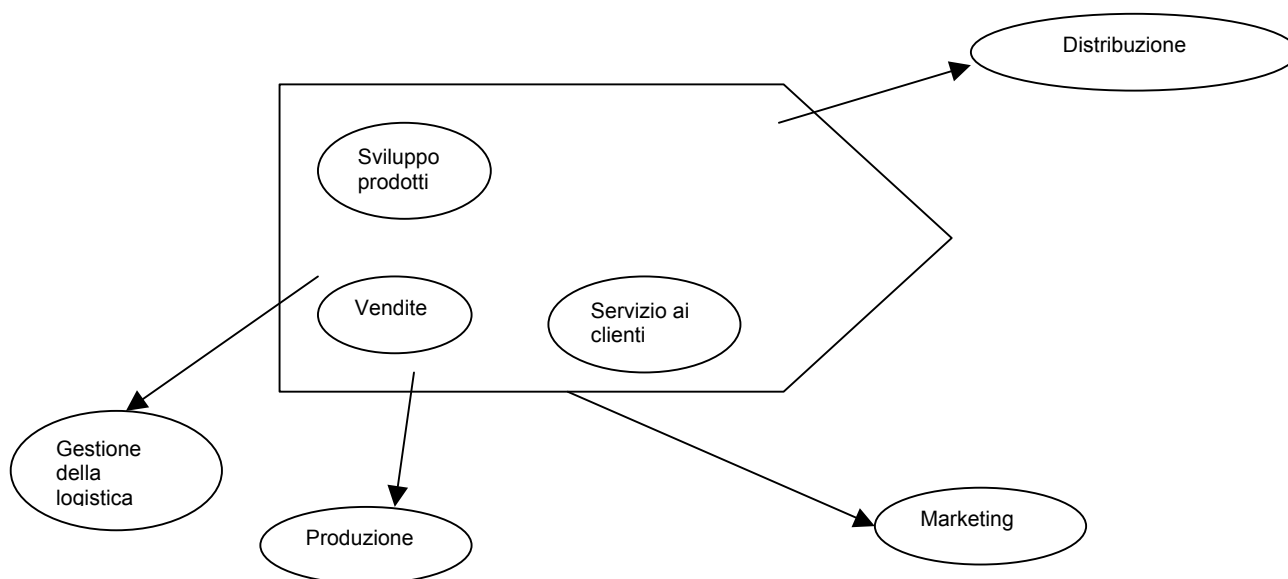 Distribuzione
Sviluppo
prodotti
Vendite
Servizio ai
clienti
Gestione
della
logistica
Produzione
Marketing